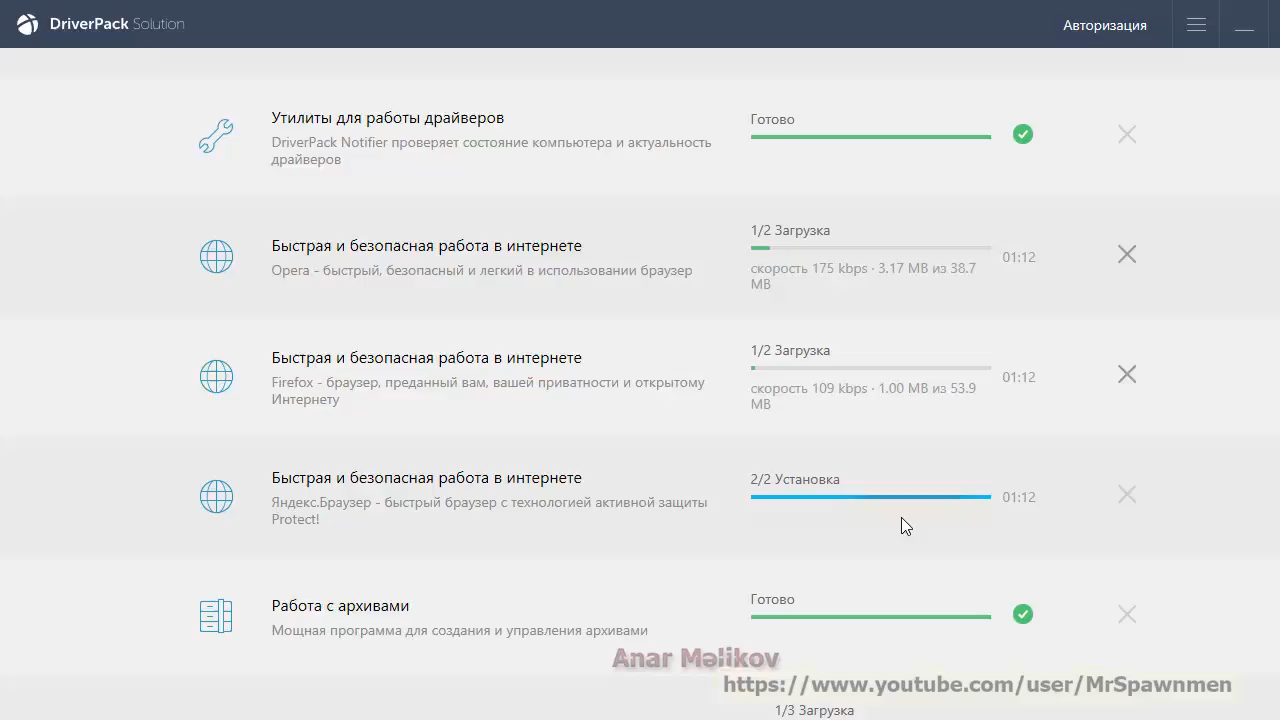 DriverPack Solution
Авторизация
Утилиты для работы драйверов
DriverPack Notifier проверяет состояние компьютера и актуальность
драйверов
Готово
Быстрая и безопасная работа в интернете
Opera - быстрый, безопасный и легкий в использовании браузер
1/2 Загрузка
скорость 175 kbps · 3.17 MB из 38.7
MB
01:12
Быстрая и безопасная работа в интернете
Firefox - браузер, преданный вам, вашей приватности и открытому
Интернету
1/2 Загрузка
скорость 109 kbps · 1.00 MB из 53.9
MB
01:12
Быстрая и безопасная работа в интернете
Яндекс.Браузер - быстрый браузер с технологией активной защиты
Protect!
2/2 Установка
01:12
Работа с архивами
Мощная программа для создания и управления архивами
Готово
Anar Məlikov
https://www.youtube.com/user/MrSpawnmen
1/3 Загрузка